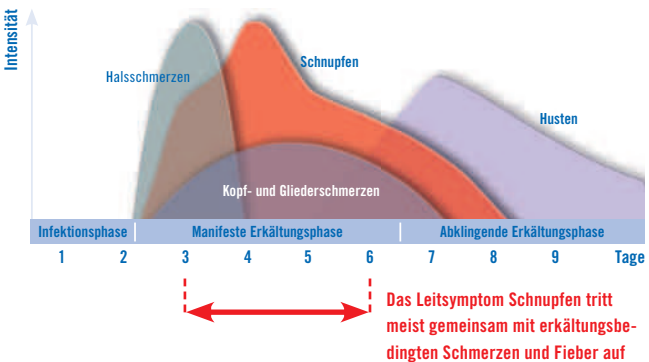 Intensität
Halsschmerzen
Schnupfen
Husten
Kopf- und Gliederschmerzen
Infektionsphase Manifeste Erkältungsphase Abklingende Erkältungsphase
1 2 3 4 5 6 7 8 9 Tage
Das Leitsymptom Schnupfen tritt
meist gemeinsam mit erkältungsbe-
dingten Schmerzen und Fieber auf